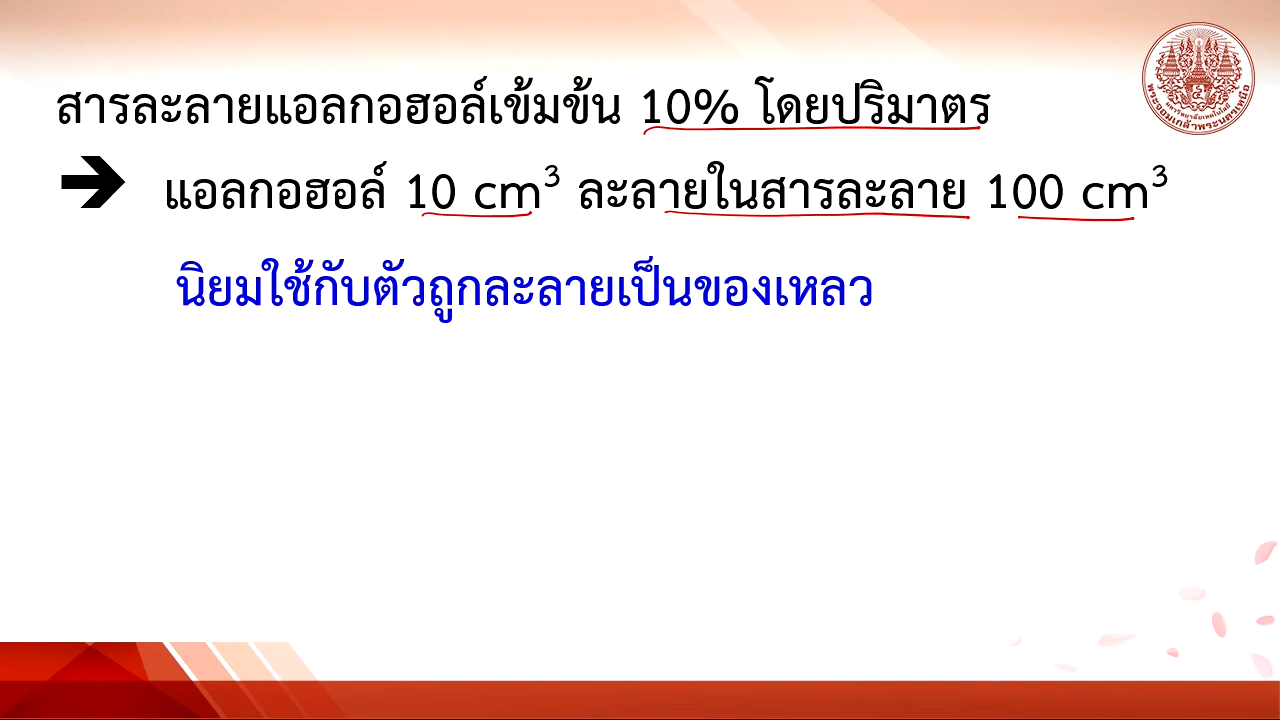 สารละลายแอลกอฮอล์เข้มข้น 10% โดยปริมาตร
➔ แอลกอฮอล์ 10 cm³ ละลายในสารละลาย 100 cm³
นิยมใช้กับตัวถูกละลายเป็นของเหลว